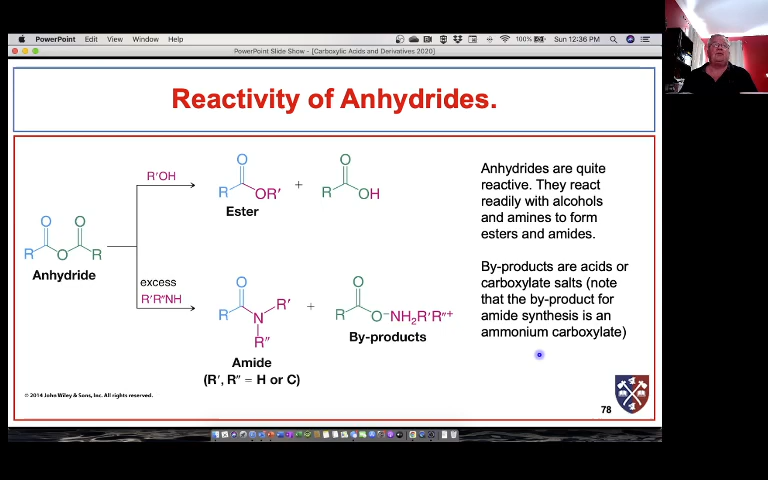 PowerPoint Edit View Window Help
100% Sun 12:36 PM
PowerPoint Slide Show - [Carboxylic Acids and Derivatives 2020]
Reactivity of Anhydrides.
R′OH
O O
R OR′ + R OH
Ester
O O
R O R
Anhydride
excess
R′R″NH
O O
R N R′ + R O⁻NH₂R′R″⁺
R″
By-products
Amide
(R′, R″ = H or C)
Anhydrides are quite
reactive. They react
readily with alcohols
and amines to form
esters and amides.
By-products are acids or
carboxylate salts (note
that the by-product for
amide synthesis is an
ammonium carboxylate)
© 2014 John Wiley & Sons, Inc. All rights reserved.
78